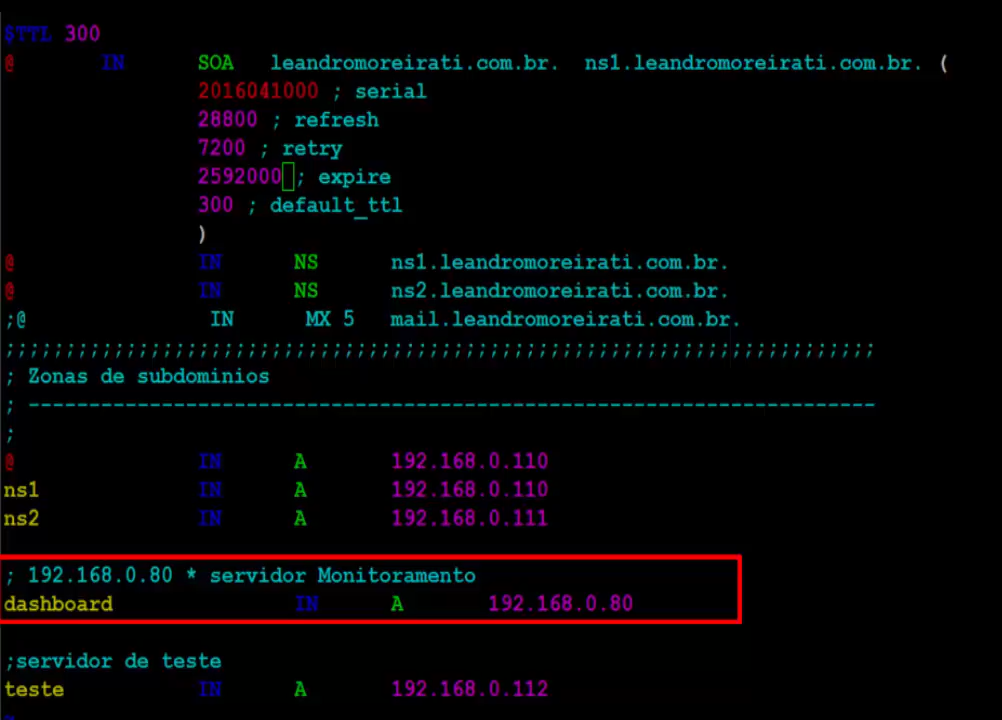 $TTL 300
@ IN SOA leandromoreirati.com.br. ns1.leandromoreirati.com.br. (
2016041000 ; serial
28800 ; refresh
7200 ; retry
2592000 ; expire
300 ; default_ttl
)
@ IN NS ns1.leandromoreirati.com.br.
@ IN NS ns2.leandromoreirati.com.br.
;@ IN MX 5 mail.leandromoreirati.com.br.
;;;;;;;;;;;;;;;;;;;;;;;;;;;;;;;;;;;;;;;;;;;;;;;;;;;;;;;;;;;;;;;;;;;;;;;;
; Zonas de subdominios
; ----------------------------------------------------------------------
;
@ IN A 192.168.0.110
ns1 IN A 192.168.0.110
ns2 IN A 192.168.0.111
; 192.168.0.80 * servidor Monitoramento
dashboard IN A 192.168.0.80
;servidor de teste
teste IN A 192.168.0.112